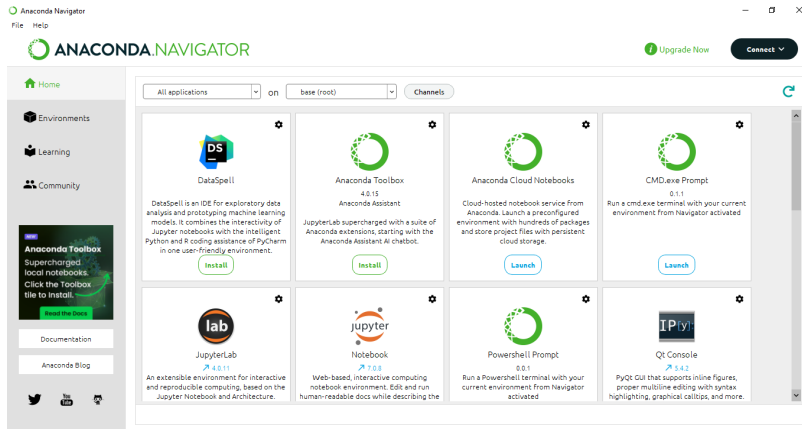 Anaconda Navigator
File Help
ANACONDA.NAVIGATOR
Upgrade Now
Connect
Home
Environments
Learning
Community
NEW
Anaconda Toolbox
Supercharged
local notebooks.
Click the Toolbox
tile to install.
Read the Docs
Documentation
Anaconda Blog
You
Tube
All applications
on
base (root)
Channels
DS
DataSpell
DataSpell is an IDE for exploratory data
analysis and prototyping machine learning
models. It combines the interactivity of
Jupyter notebooks with the intelligent
Python and R coding assistance of PyCharm
in one user-friendly environment.
Install
Anaconda Toolbox
4.0.15
Anaconda Assistant
JupyterLab supercharged with a suite of
Anaconda extensions, starting with the
Anaconda Assistant AI chatbot.
Install
Anaconda Cloud Notebooks
Cloud-hosted notebook service from
Anaconda. Launch a preconfigured
environment with hundreds of packages
and store project files with persistent
cloud storage.
Launch
CMD.exe Prompt
0.1.1
Run a cmd.exe terminal with your current
environment from Navigator activated
Launch
lab
JupyterLab
4.0.11
An extensible environment for interactive
and reproducible computing, based on the
Jupyter Notebook and Architecture.
jupyter
Notebook
7.0.8
Web-based, interactive computing
notebook environment. Edit and run
human-readable docs while describing the
Powershell Prompt
0.0.1
Run a Powershell terminal with your
current environment from Navigator
activated
IP[y]:
Qt Console
5.4.2
PyQt GUI that supports inline figures,
proper multiline editing with syntax
highlighting, graphical calltips, and more.